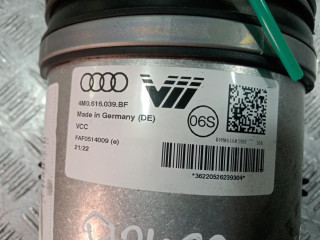 4M0.616.039.BF
Made in Germany (DE)
VCC
FAF0514009 (e)
21/22
06S
*36220526239304*